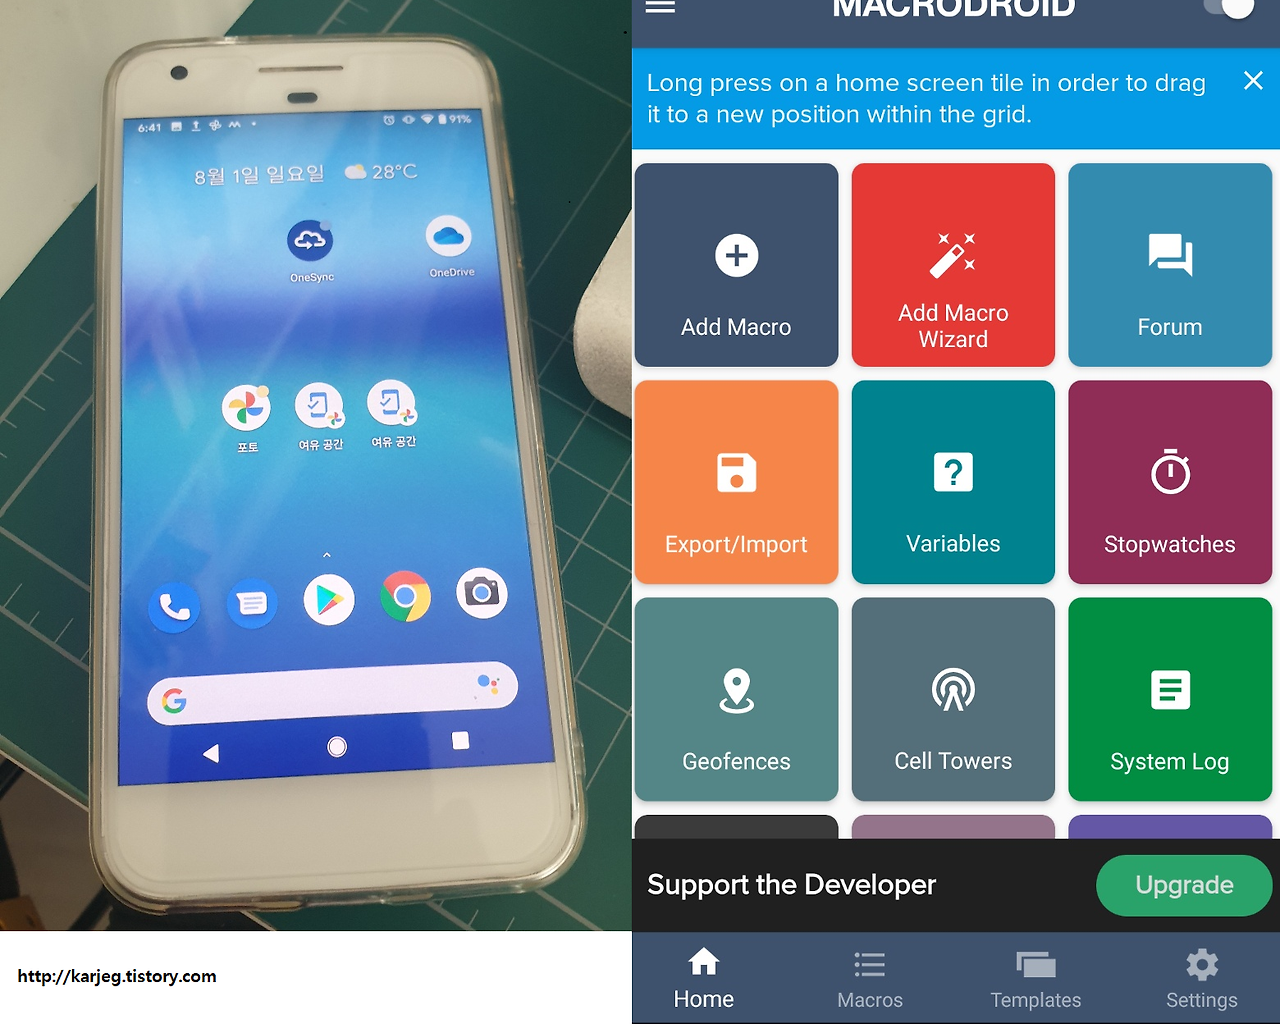 6:41
91%
8월 1일 일요일 28°C
OneSync
OneDrive
포토
여유 공간
여유 공간
G
http://karjeg.tistory.com
MACRODROID
Long press on a home screen tile in order to drag
it to a new position within the grid.
Add Macro
Add Macro
Wizard
Forum
Export/Import
Variables
Stopwatches
Geofences
Cell Towers
System Log
Support the Developer
Upgrade
Home
Macros
Templates
Settings